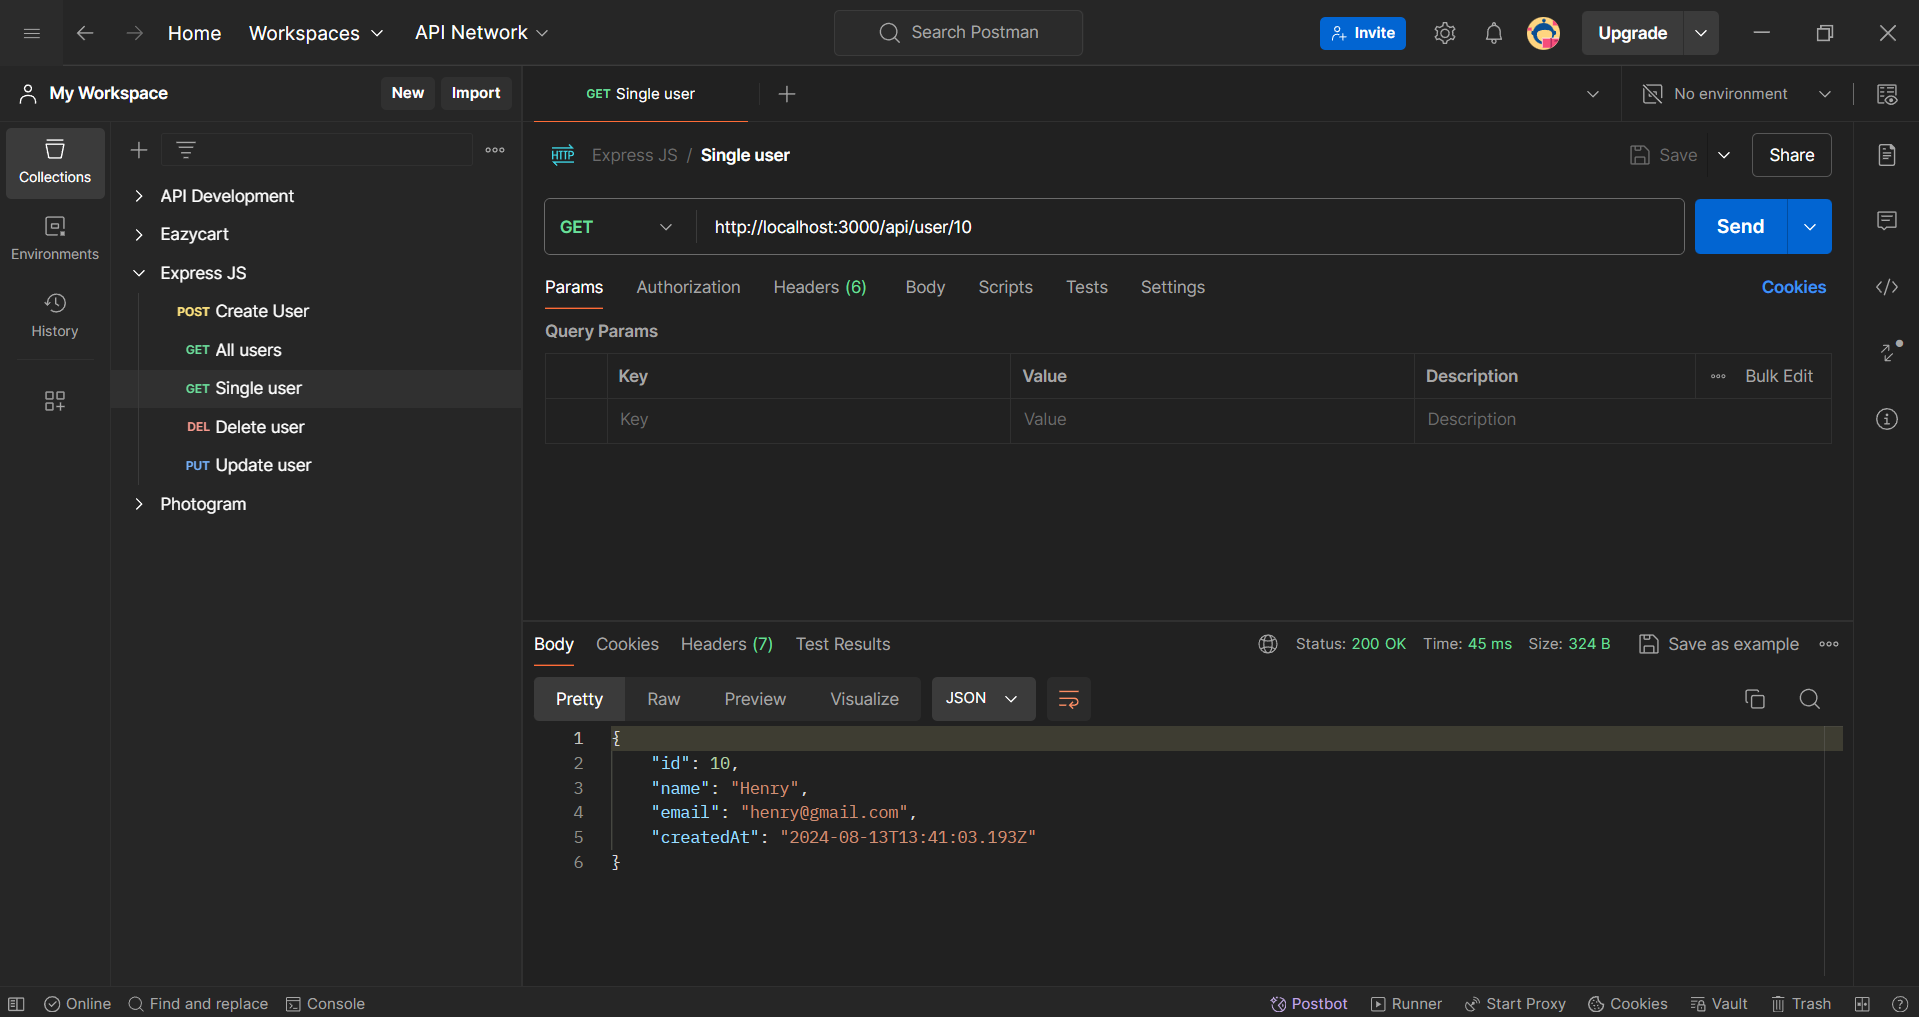 Home Workspaces API Network Search Postman Invite Upgrade
My Workspace New Import GET Single user No environment
Collections
Environments
History
API Development
Eazycart
Express JS
POST Create User
GET All users
GET Single user
DEL Delete user
PUT Update user
Photogram
HTTP Express JS / Single user Save Share
GET http://localhost:3000/api/user/10 Send
Params Authorization Headers (6) Body Scripts Tests Settings Cookies
Query Params
Key Value Description Bulk Edit
Key Value Description
Body Cookies Headers (7) Test Results Status: 200 OK Time: 45 ms Size: 324 B Save as example
Pretty Raw Preview Visualize JSON
1 {
2 "id": 10,
3 "name": "Henry",
4 "email": "henry@gmail.com",
5 "createdAt": "2024-08-13T13:41:03.193Z"
6 }
Online Find and replace Console Postbot Runner Start Proxy Cookies Vault Trash